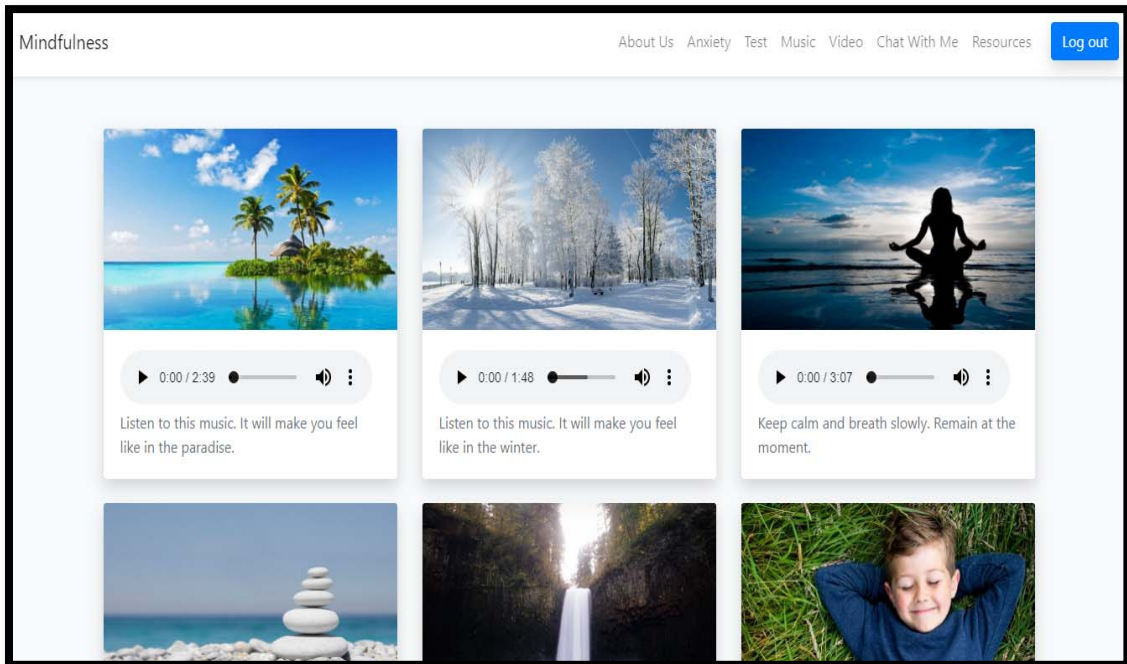 Mindfulness
About Us Anxiety Test Music Video Chat With Me Resources Log out
0:00 / 2:39
Listen to this music. It will make you feel
like in the paradise.
0:00 / 1:48
Listen to this music. It will make you feel
like in the winter.
0:00 / 3:07
Keep calm and breath slowly. Remain at the
moment.